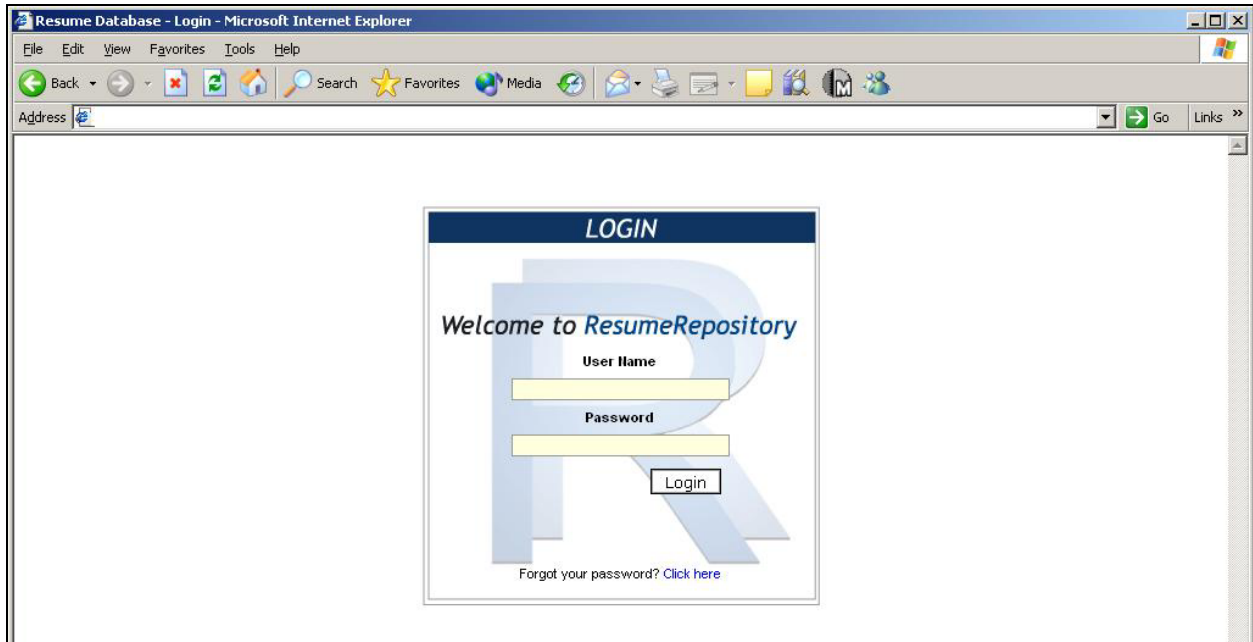 Resume Database - Login - Microsoft Internet Explorer
File Edit View Favorites Tools Help
Back Search Favorites Media
Address Go Links »
LOGIN
Welcome to ResumeRepository
User Name
Password
Login
Forgot your password? Click here